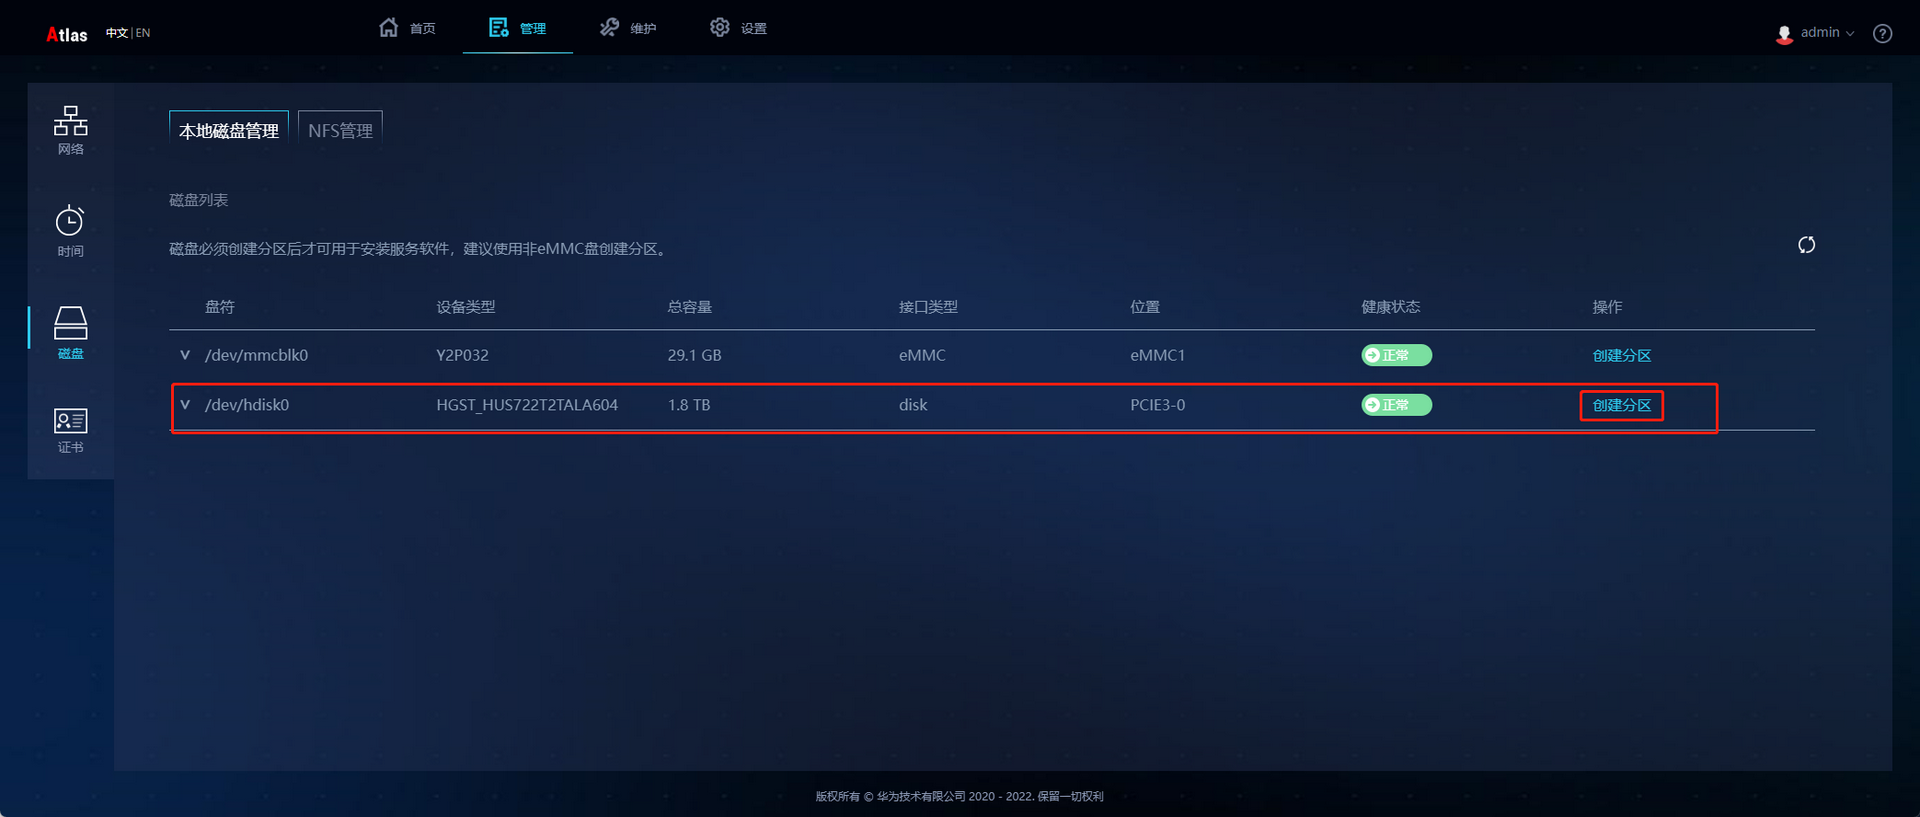 Atlas 中文 | EN 首页 管理 维护 设置 admin ?
网络
时间
磁盘
证书
本地磁盘管理 NFS管理
磁盘列表
磁盘必须创建分区后才可用于安装服务软件，建议使用非eMMC盘创建分区。
盘符 设备类型 总容量 接口类型 位置 健康状态 操作
/dev/mmcblk0 Y2P032 29.1 GB eMMC eMMC1 正常 创建分区
/dev/hdisk0 HGST_HUS722T2TALA604 1.8 TB disk PCIE3-0 正常 创建分区
版权所有 © 华为技术有限公司 2020 - 2022. 保留一切权利